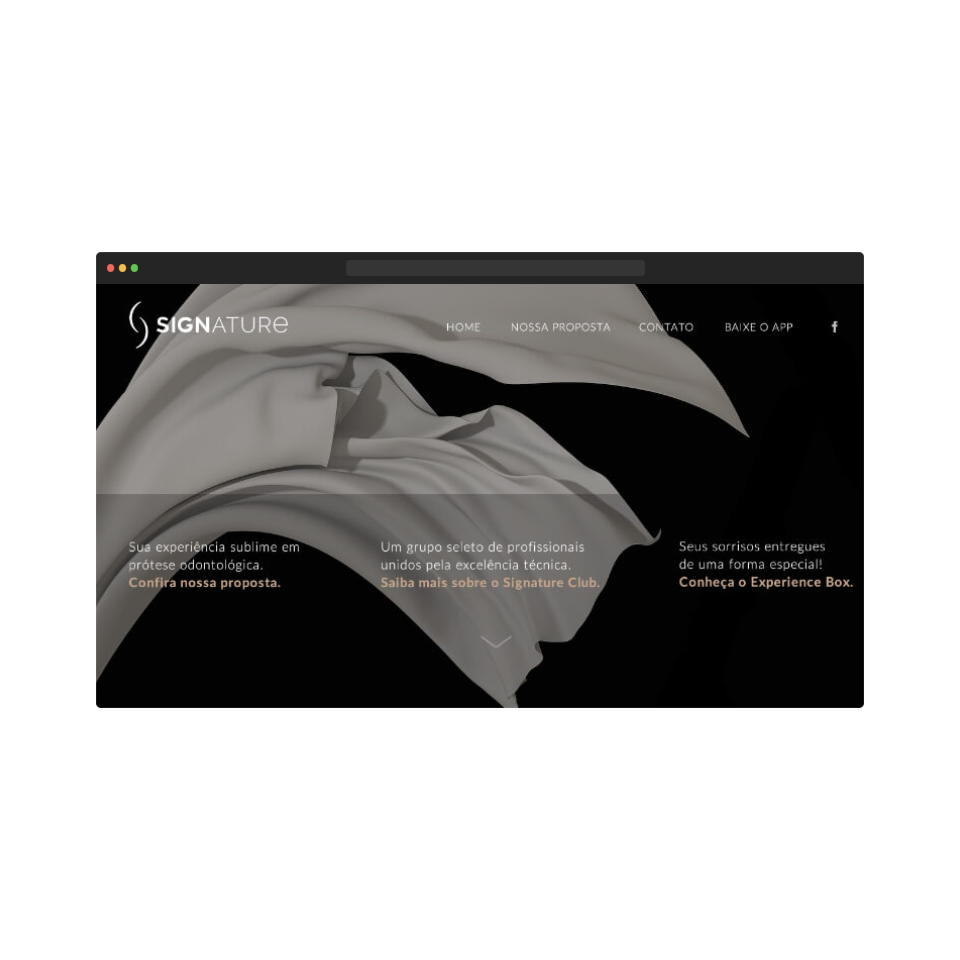 SIGNATURe
HOME
NOSSA PROPOSTA
CONTATO
BAIXE O APP
f
Sua experiência sublime em
prótese odontológica.
Confira nossa proposta.
Um grupo seleto de profissionais
unidos pela excelência técnica.
Saiba mais sobre o Signature Club.
Seus sorrisos entregues
de uma forma especial!
Conheça o Experience Box.